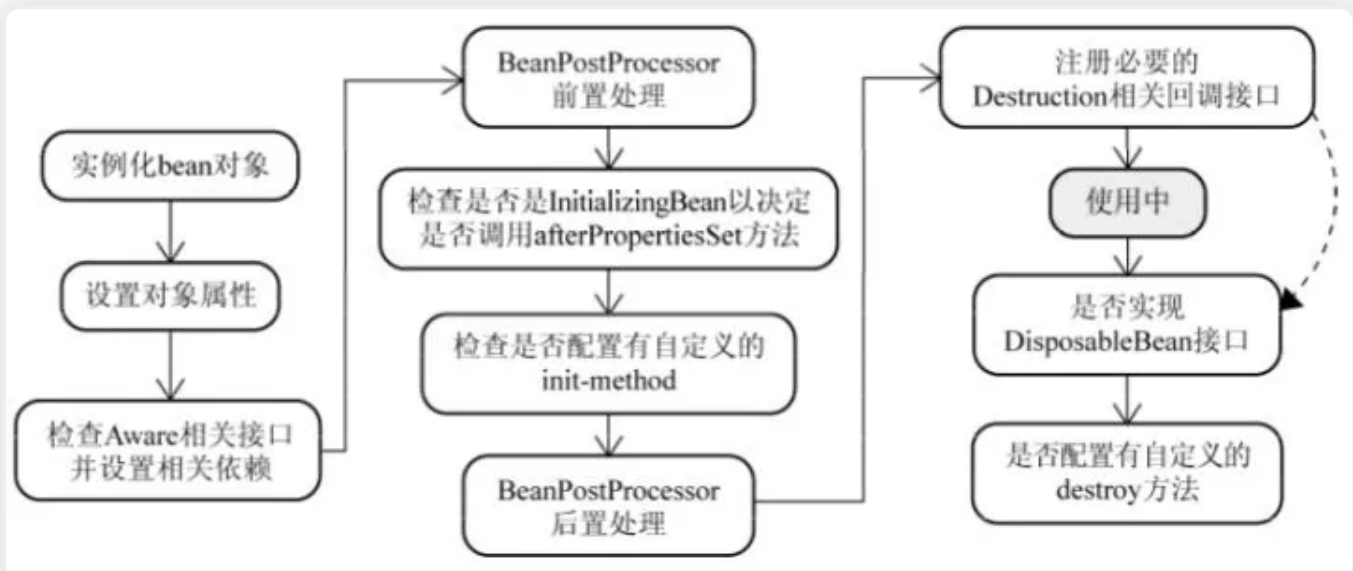 实例化bean对象
设置对象属性
检查Aware相关接口
并设置相关依赖
BeanPostProcessor
前置处理
检查是否是InitializingBean以决定
是否调用afterPropertiesSet方法
检查是否配置有自定义的
init-method
BeanPostProcessor
后置处理
注册必要的
Destruction相关回调接口
使用中
是否实现
DisposableBean接口
是否配置有自定义的
destroy方法